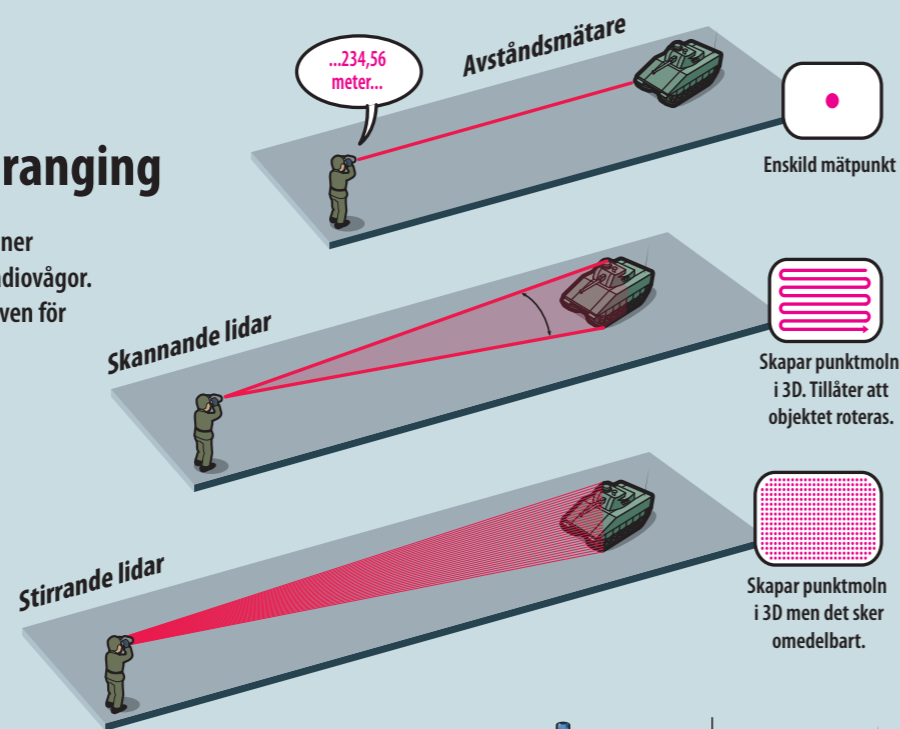 ...234,56
meter...
Avståndsmätare
Enskild mätpunkt
ranging
ner
diovågor.
ven för
Skannande lidar
Skapar punktmoln
i 3D. Tillåter att
objektet roteras.
Stirrande lidar
Skapar punktmoln
i 3D men det sker
omedelbart.